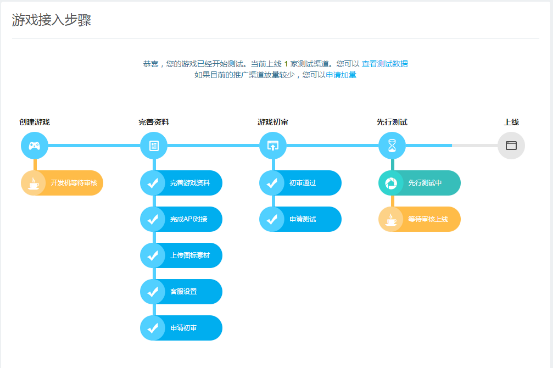 游戏接入步骤
恭喜，您的游戏已经开始测试。当前上线 1 家测试渠道。您可以 查看测试数据
如果目前的推广渠道放量较少，您可以申请加量
创建游戏
完善资料
游戏初审
先行测试
上线
开发机等待审核
完善游戏资料
初审通过
先行测试中
完成API对接
申请测试
等待审核上线
上传图标素材
客服设置
申请初审